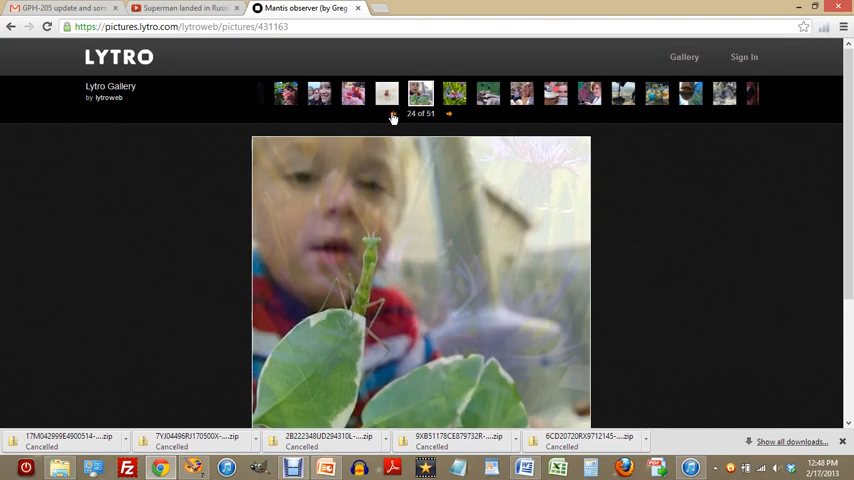 GPH-205 update and som
Superman landed in Russi
Mantis observer (by Greg
https://pictures.lytro.com/lytroweb/pictures/431163
LYTRO
Gallery
Sign In
Lytro Gallery
by lytroweb
24 of 51
17M042999E4900514-....zip
Cancelled
7YJ04496RJ170500X-....zip
Cancelled
2B222348UD294310L-....zip
Cancelled
9XB51178CE879732R-....zip
Cancelled
6CD20720RX9712145-....zip
Cancelled
Show all downloads...
12:48 PM
2/17/2013